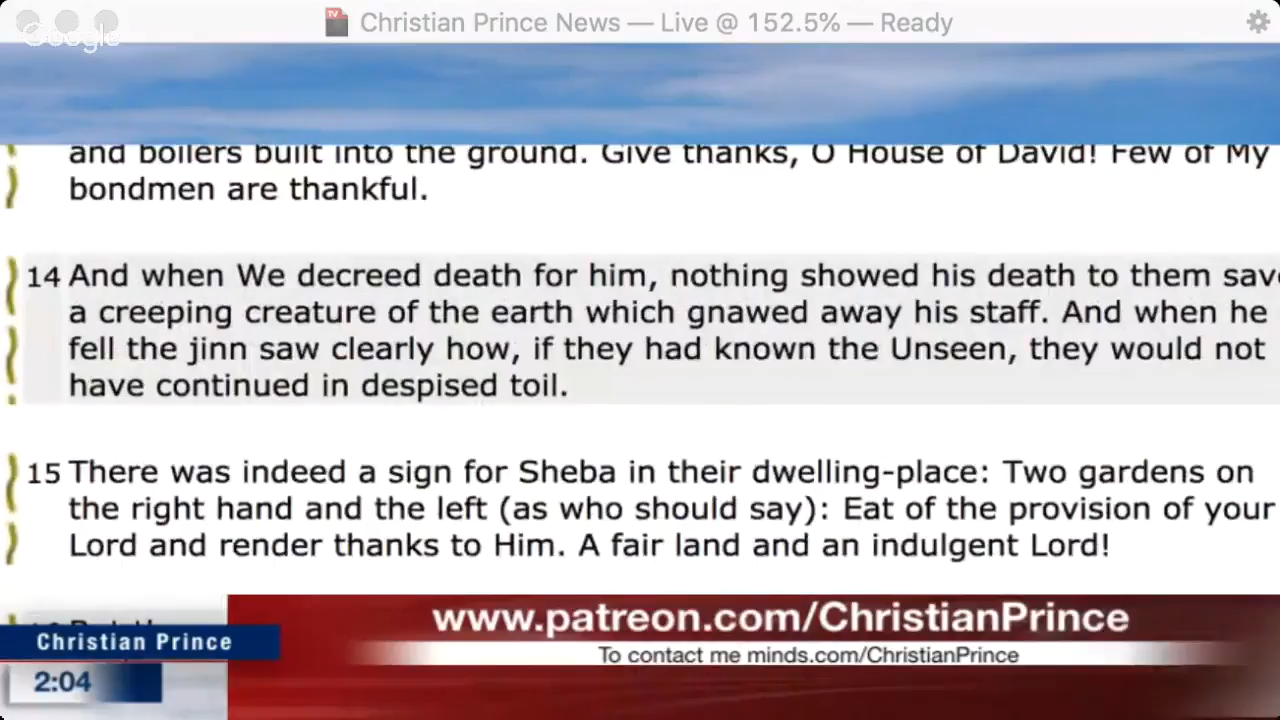 Christian Prince News — Live @ 152.5% — Ready
Google
and boilers built into the ground. Give thanks, O House of David! Few of My
bondmen are thankful.
14 And when We decreed death for him, nothing showed his death to them save
a creeping creature of the earth which gnawed away his staff. And when he
fell the jinn saw clearly how, if they had known the Unseen, they would not
have continued in despised toil.
15 There was indeed a sign for Sheba in their dwelling-place: Two gardens on
the right hand and the left (as who should say): Eat of the provision of your
Lord and render thanks to Him. A fair land and an indulgent Lord!
www.patreon.com/ChristianPrince
Christian Prince
To contact me minds.com/ChristianPrince
2:04